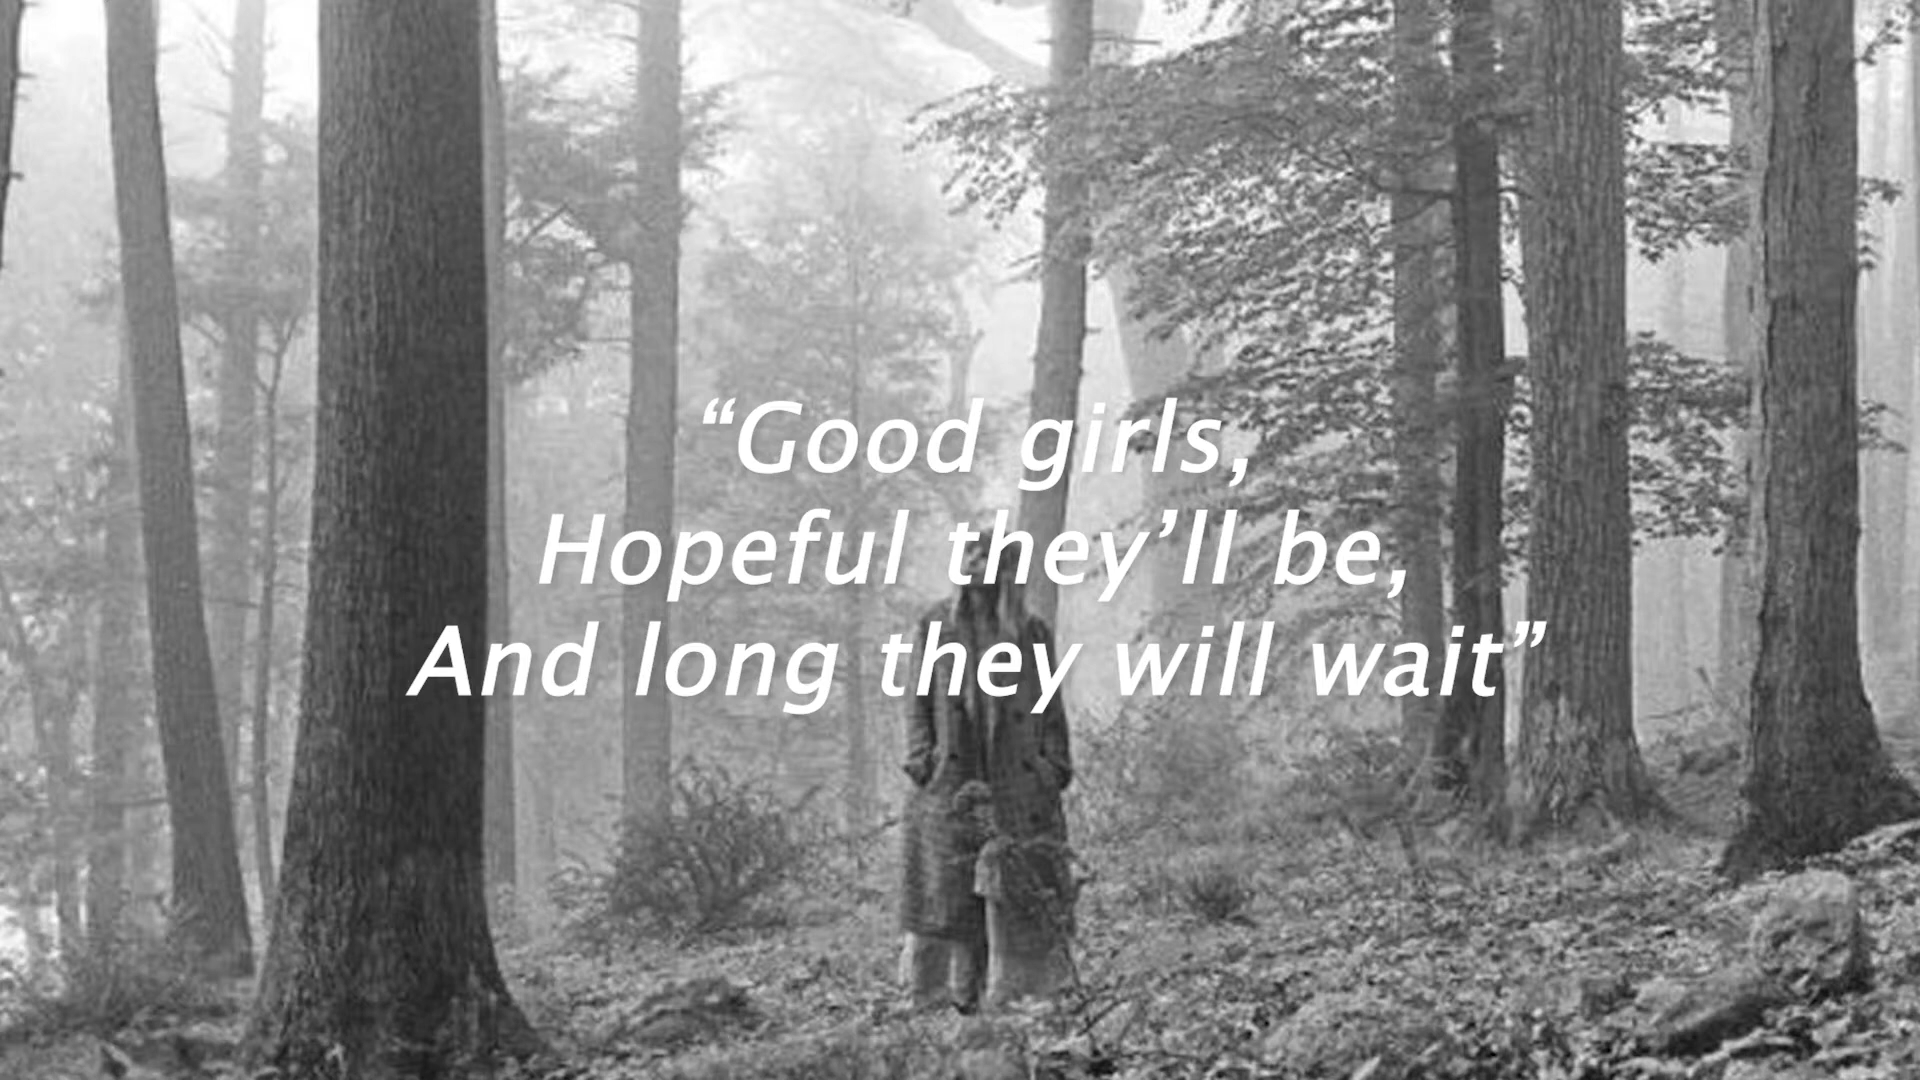 “Good girls,
Hopeful they’ll be,
And long they will wait”